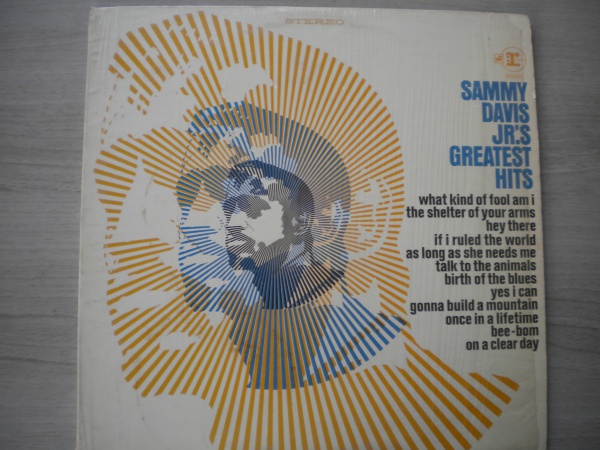 STEREO
SAMMY
DAVIS
JR.'S
GREATEST
HITS
what kind of fool am i
the shelter of your arms
hey there
if i ruled the world
as long as she needs me
talk to the animals
birth of the blues
yes i can
gonna build a mountain
once in a lifetime
bee-bom
on a clear day